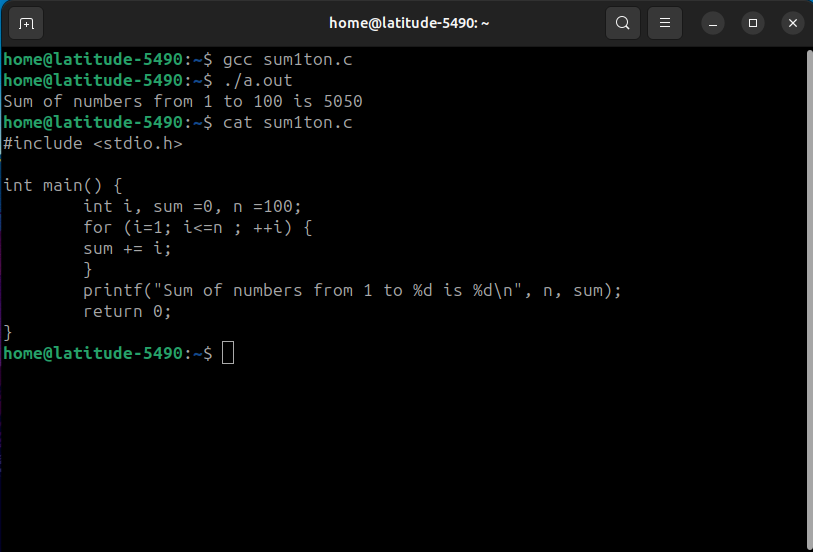 home@latitude-5490: ~
home@latitude-5490:~$ gcc sum1ton.c
home@latitude-5490:~$ ./a.out
Sum of numbers from 1 to 100 is 5050
home@latitude-5490:~$ cat sum1ton.c
#include <stdio.h>

int main() {
        int i, sum =0, n =100;
        for (i=1; i<=n ; ++i) {
        sum += i;
        }
        printf("Sum of numbers from 1 to %d is %d\n", n, sum);
        return 0;
}
home@latitude-5490:~$